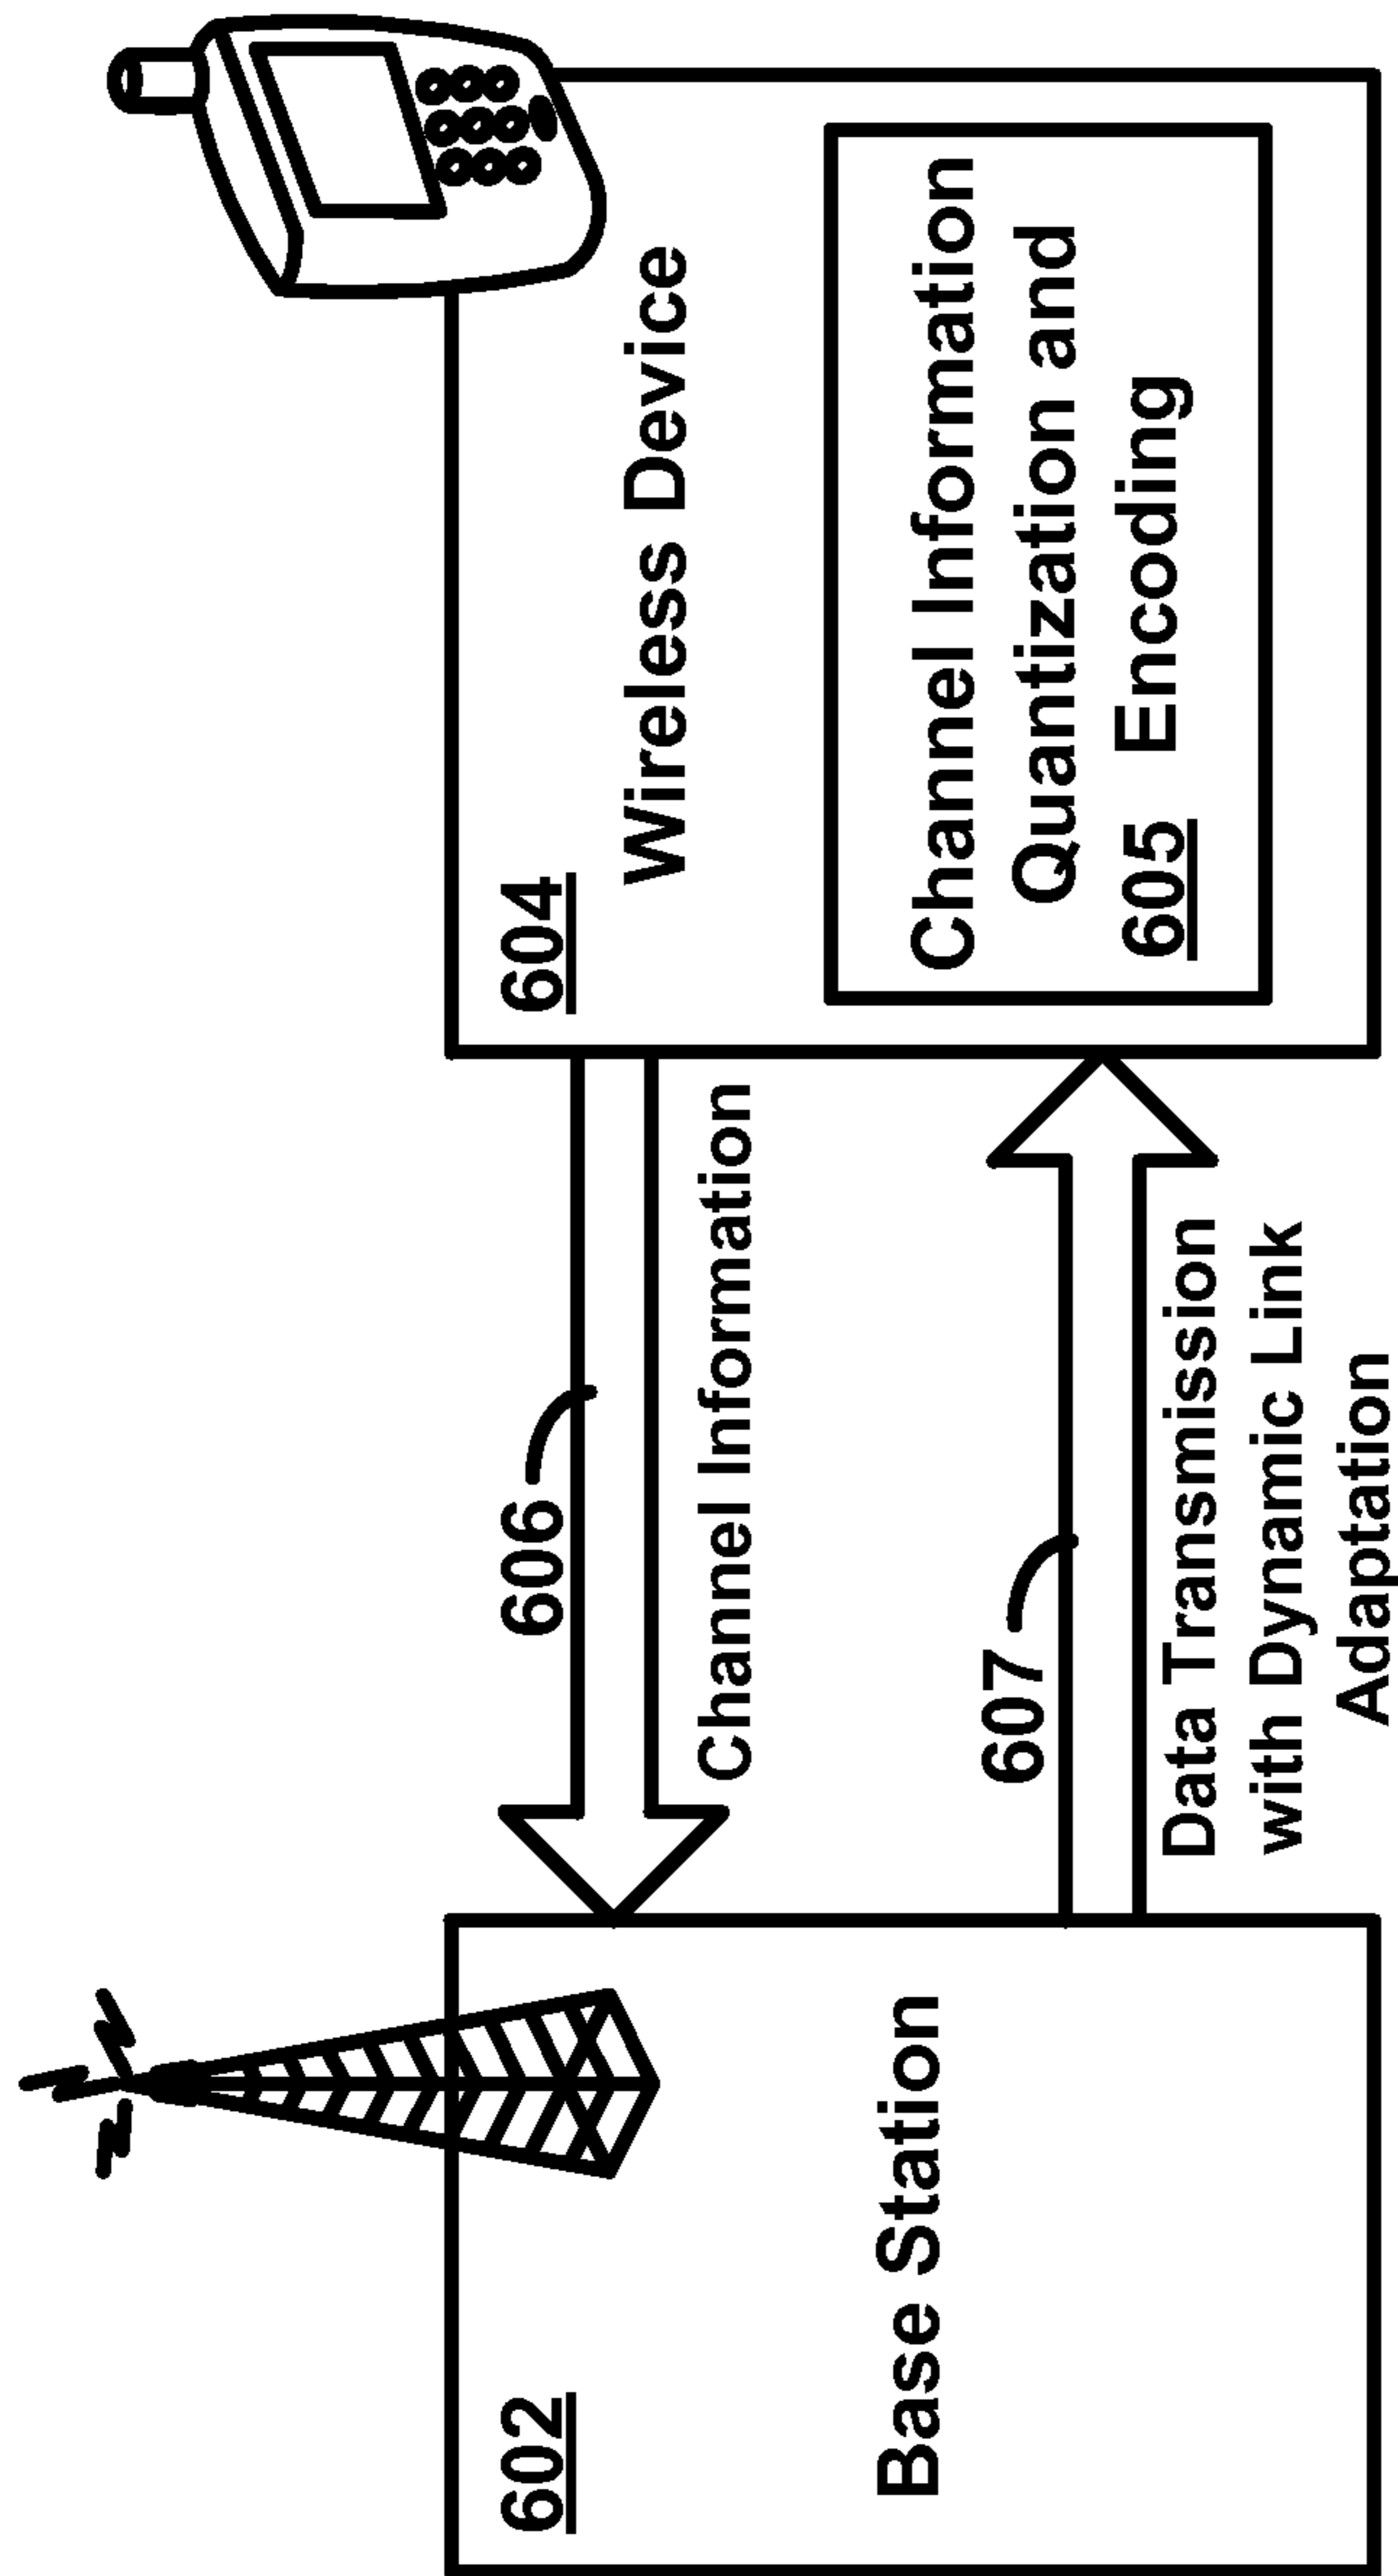 602
Base Station
606
Channel Information
607
Data Transmission
with Dynamic Link
Adaptation
604
Wireless Device
Channel Information
Quantization and
605 Encoding